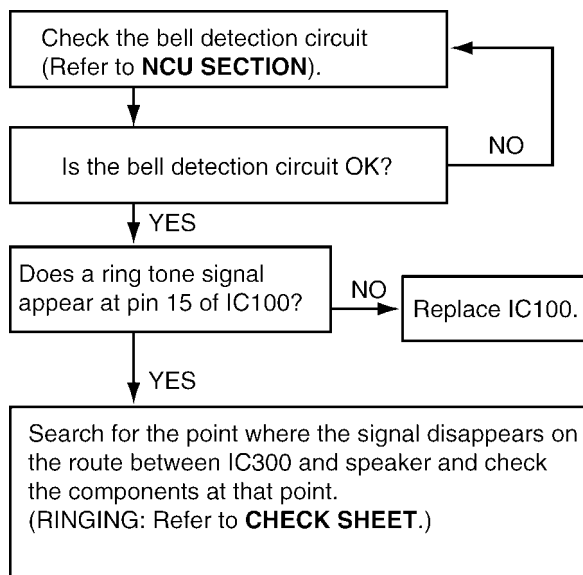 Check the bell detection circuit
(Refer to NCU SECTION).
NO
Is the bell detection circuit OK?
YES
Does a ring tone signal
appear at pin 15 of IC100?
NO
Replace IC100.
YES
Search for the point where the signal disappears on
the route between IC300 and speaker and check
the components at that point.
(RINGING: Refer to CHECK SHEET.)